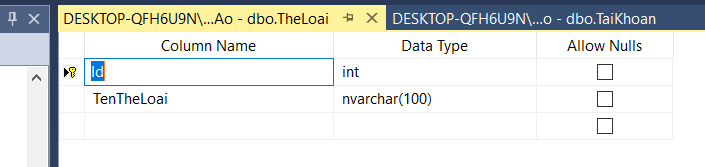 DESKTOP-QFH6U9N\...Ao - dbo.TheLoai DESKTOP-QFH6U9N\...o - dbo.TaiKhoan
Column Name Data Type Allow Nulls
Id int
TenTheLoai nvarchar(100)